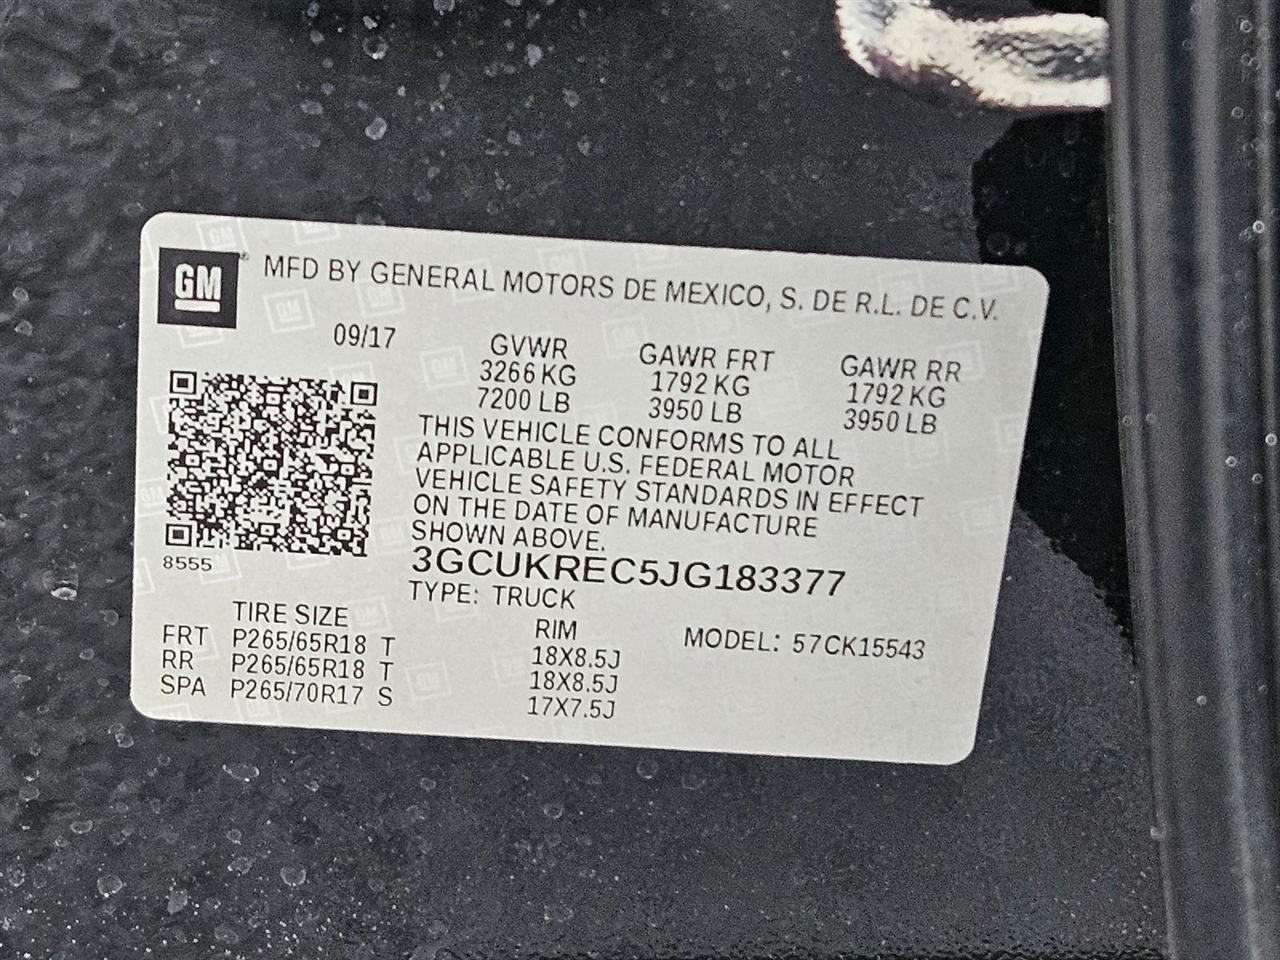 GM
MFD BY GENERAL MOTORS DE MEXICO, S. DE R.L. DE C.V.
09/17
GVWR GAWR FRT GAWR RR
3266 KG 1792 KG 1792 KG
7200 LB 3950 LB 3950 LB
THIS VEHICLE CONFORMS TO ALL
APPLICABLE U.S. FEDERAL MOTOR
VEHICLE SAFETY STANDARDS IN EFFECT
ON THE DATE OF MANUFACTURE
SHOWN ABOVE.
8555
3GCUKREC5JG183377
TYPE: TRUCK
MODEL: 57CK15543
TIRE SIZE RIM
FRT P265/65R18 T 18X8.5J
RR P265/65R18 T 18X8.5J
SPA P265/70R17 S 17X7.5J